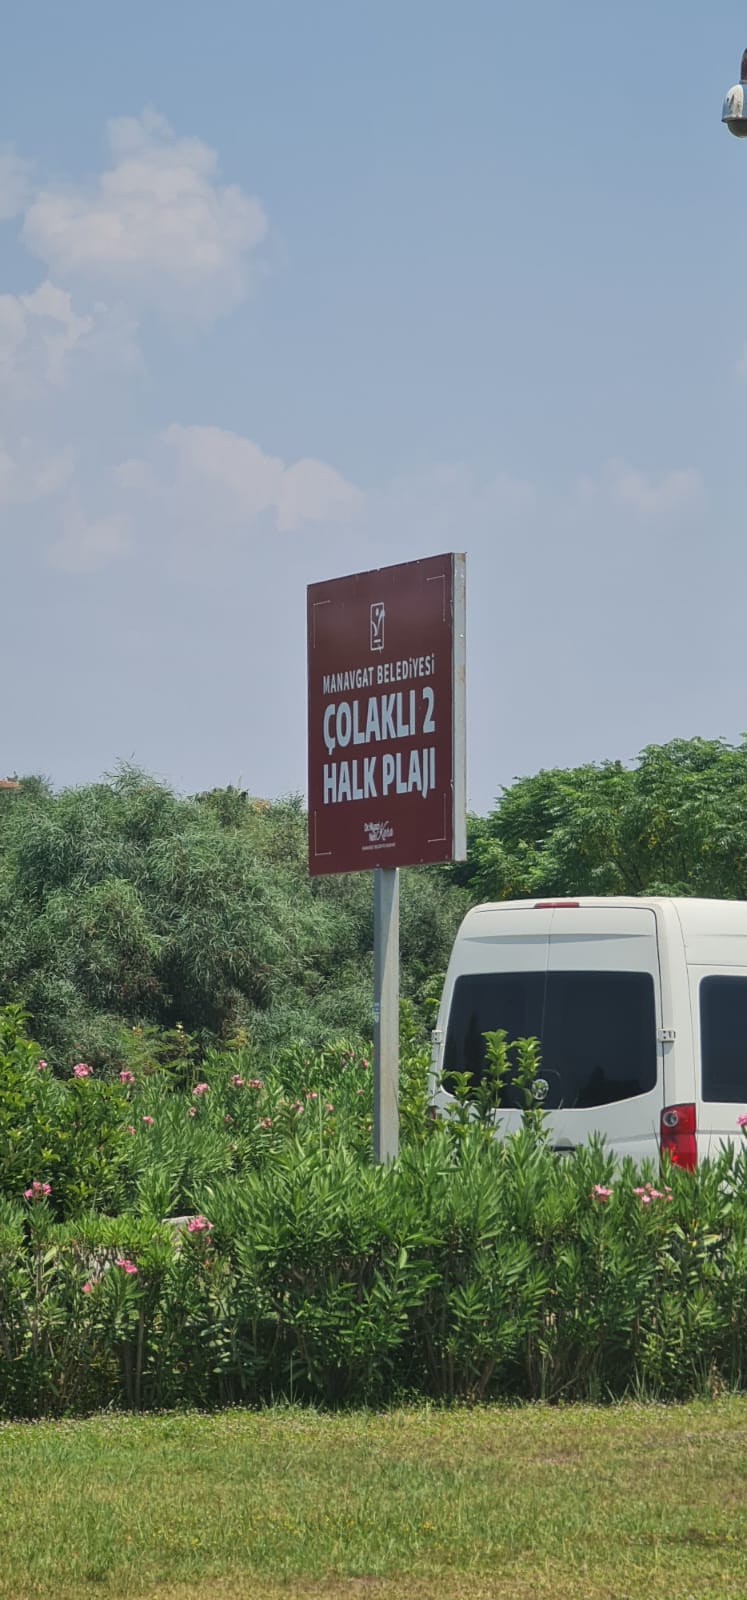 MANAVGAT BELEDİYESİ
ÇOLAKLI 2
HALK PLAJI